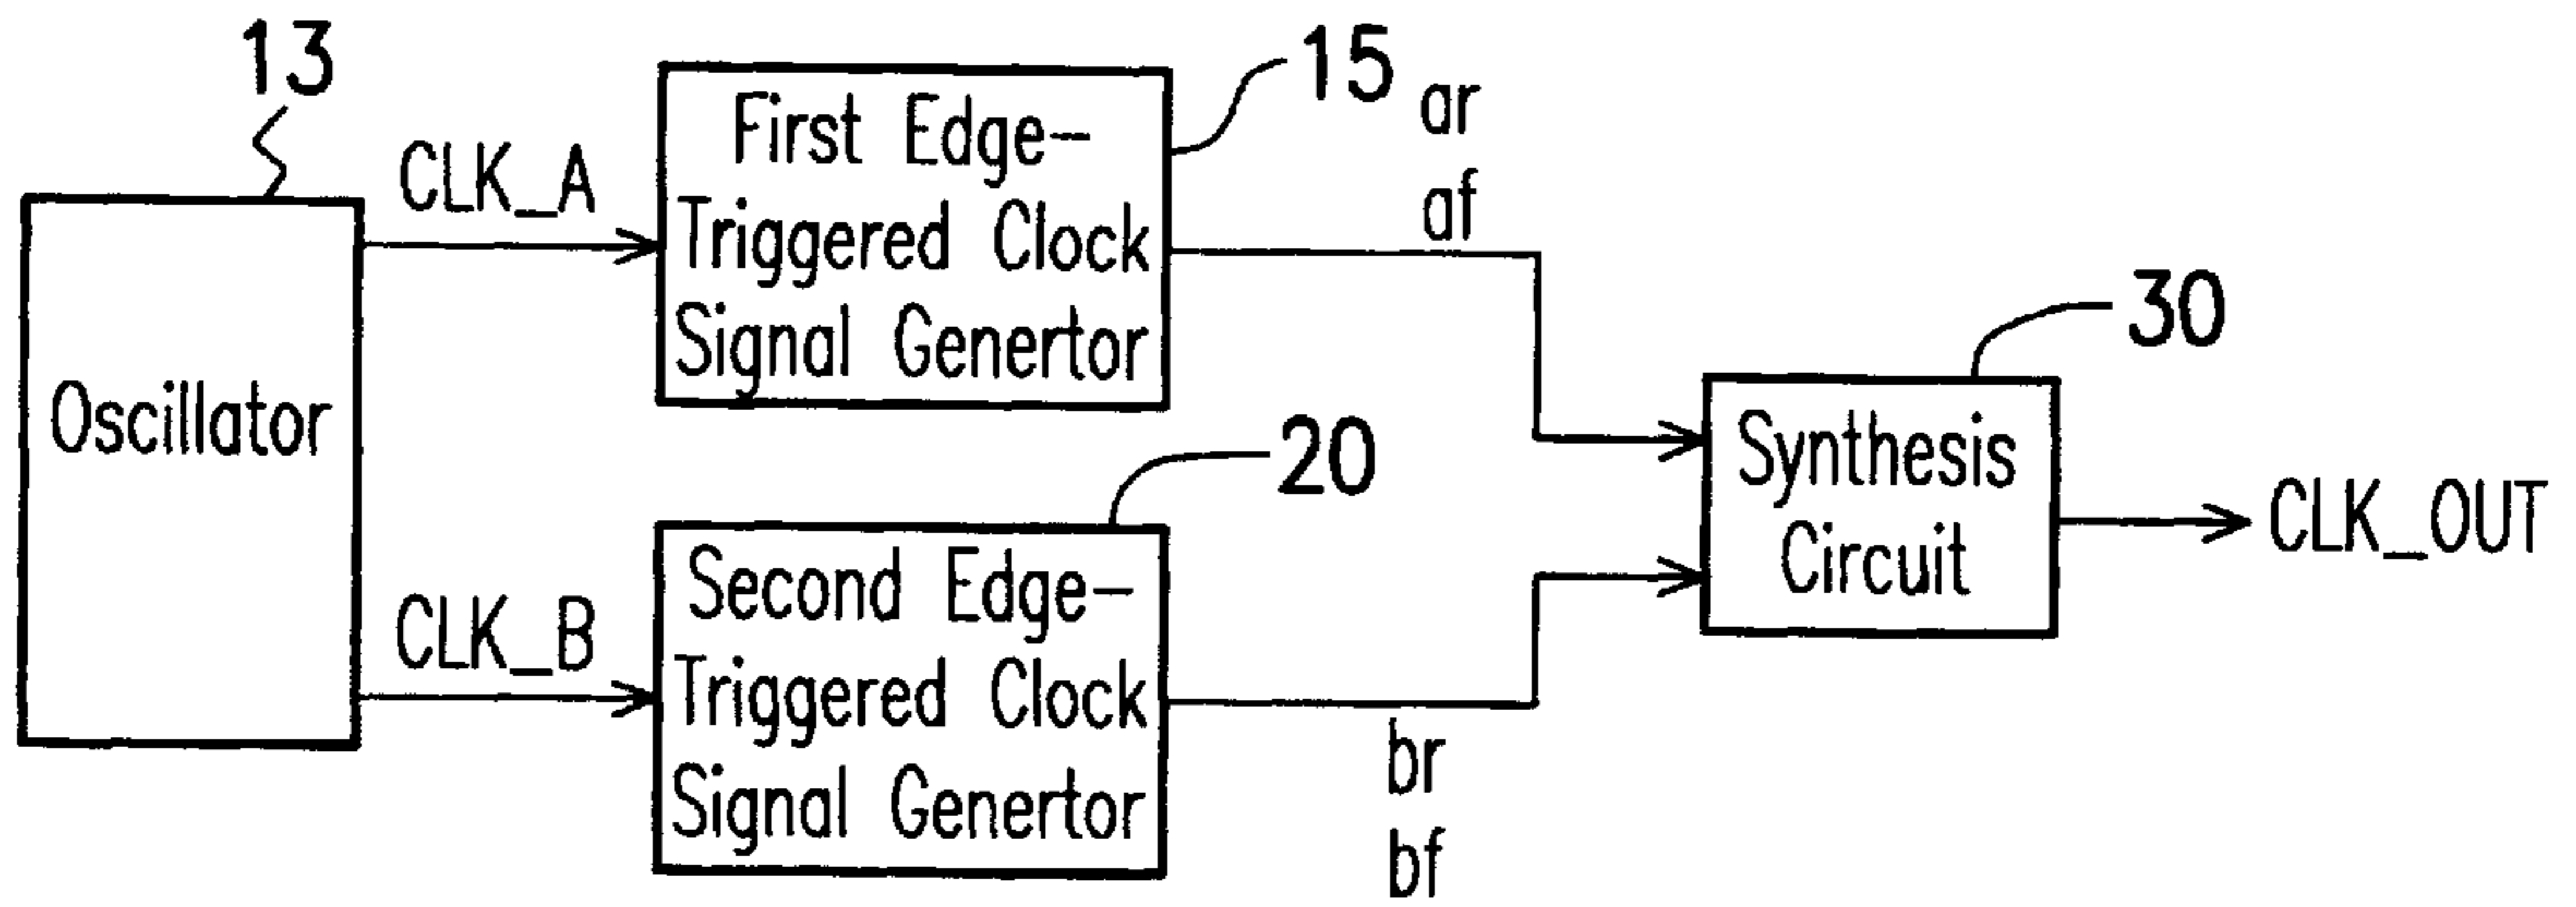 13
Oscillator
CLK_A
CLK_B
First Edge-
Triggered Clock
Signal Genertor
15
ar
af
Second Edge-
Triggered Clock
Signal Genertor
20
br
bf
Synthesis
Circuit
30
CLK_OUT